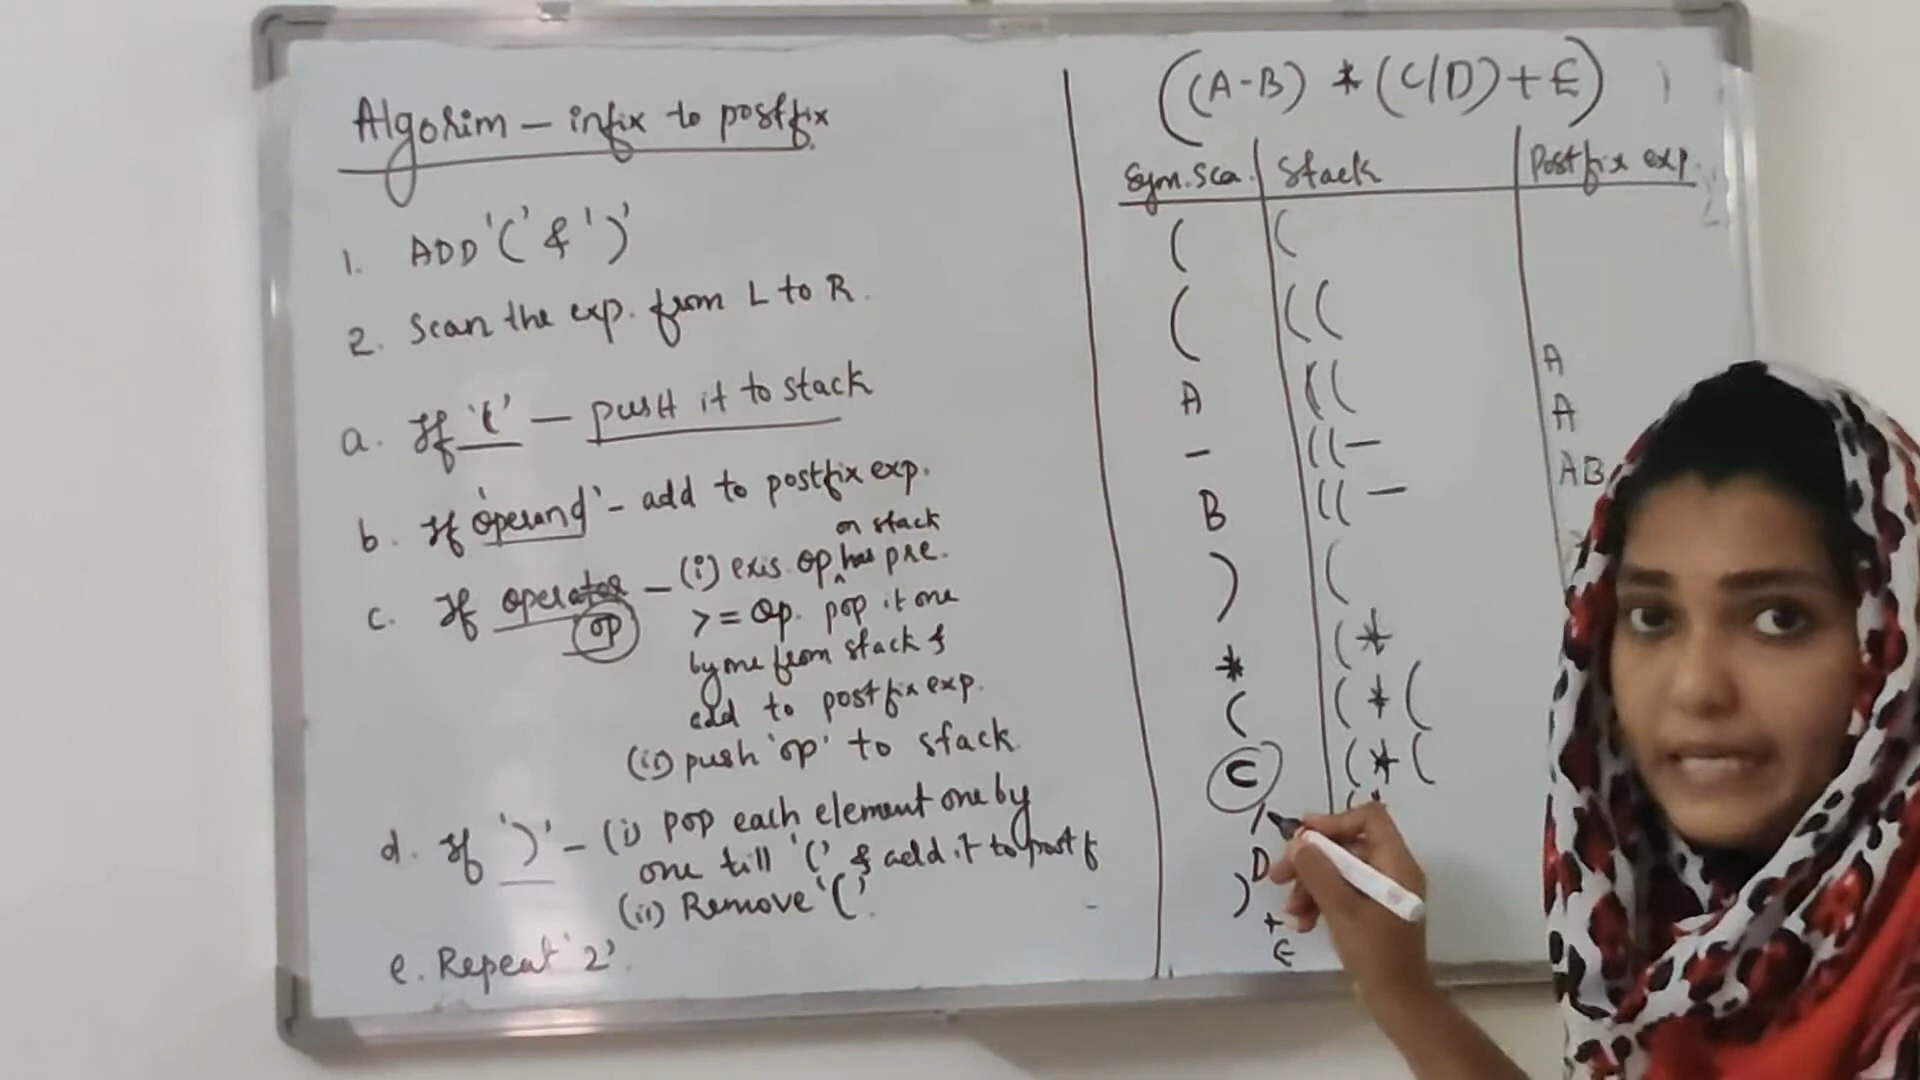 Algorim - infix to postfix
1. ADD '(' & ')'
2. Scan the exp. from L to R.
a. If '(' - push it to stack
b. If 'operand' - add to postfix exp.
on stack
c. If operator - (i) exis. op has pre.
op
>= op. pop it one
by one from stack &
add to postfix exp.
(ii) push 'op' to stack.
d. If ')' - (i) pop each element one by
one till '(' & add it to postf
(ii) Remove '('.
e. Repeat '2'.
((A-B) * (C/D)+E)
Sym. Sca. Stack Postfix exp.
( (
( ((
A (( A
- ((- A
B ((- AB
) (
* (*
( (*(
C (*(
/
D
)
+
E